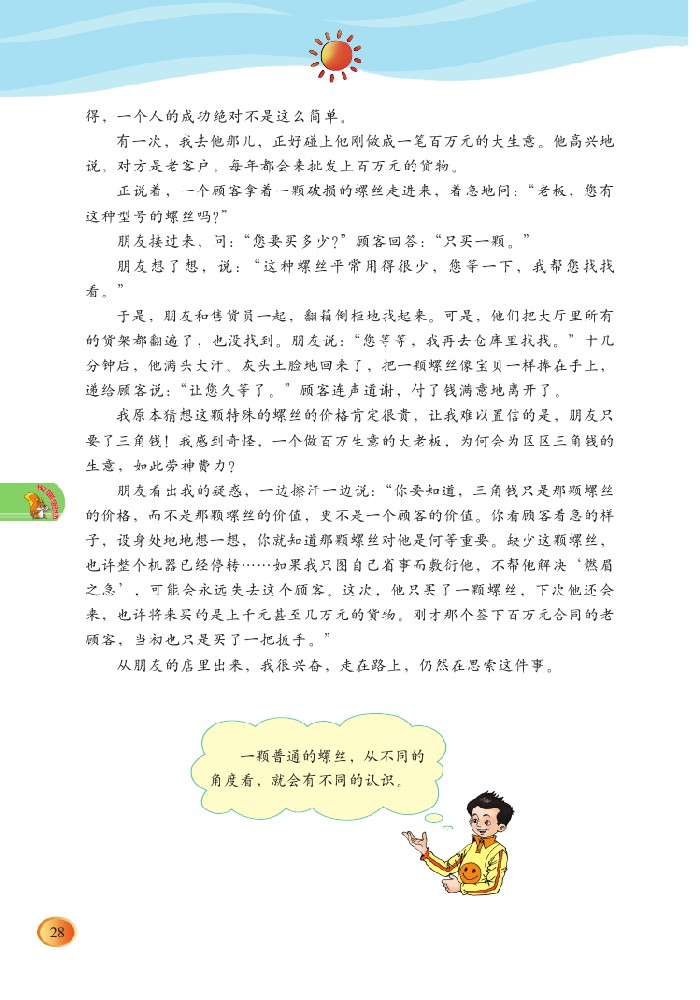 得，一个人的成功绝对不是这么简单。
有一次，我去他那儿，正好碰上他刚做成一笔百万元的大生意。他高兴地
说，对方是老客户，每年都会来批发上百万元的货物。
正说着，一个顾客拿着一颗破损的螺丝走进来，着急地问：“老板，您有
这种型号的螺丝吗？”
朋友接过来，问：“您要买多少？”顾客回答：“只买一颗。”
朋友想了想，说：“这种螺丝平常用得很少，您等一下，我帮您找找
看。”
于是，朋友和售货员一起，翻箱倒柜地找起来。可是，他们把大厅里所有
的货架都翻遍了，也没找到。朋友说：“您等等，我再去仓库里找找。”十几
分钟后，他满头大汗、灰头土脸地回来了，把一颗螺丝像宝贝一样捧在手上，
递给顾客说：“让您久等了。”顾客连声道谢，付了钱满意地离开了。
我原本猜想这颗特殊的螺丝的价格肯定很贵，让我难以置信的是，朋友只
要了三角钱！我感到奇怪，一个做百万生意的大老板，为何会为区区三角钱的
生意，如此劳神费力？
朋友看出我的疑惑，一边擦汗一边说：“你要知道，三角钱只是那颗螺丝
的价格，而不是那颗螺丝的价值，更不是一个顾客的价值。你看顾客着急的样
子，设身处地地想一想，你就知道那颗螺丝对他是何等重要。缺少这颗螺丝，
也许整个机器已经停转……如果我只图自己省事而敷衍他，不帮他解决‘燃眉
之急’，可能会永远失去这个顾客。这次，他只买了一颗螺丝，下次他还会
来，也许将来买的是上千元甚至几万元的货物。刚才那个签下百万元合同的老
顾客，当初也只是买了一把扳手。”
从朋友的店里出来，我很兴奋，走在路上，仍然在思索这件事。
一颗普通的螺丝，从不同的
角度看，就会有不同的认识。
28